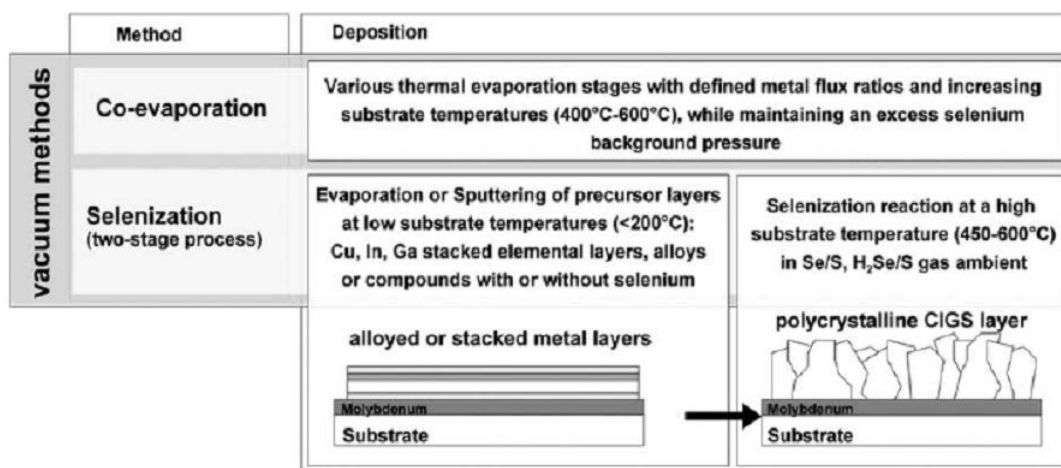 Method
Deposition
vacuum methods
Co-evaporation
Various thermal evaporation stages with defined metal flux ratios and increasing
substrate temperatures (400°C-600°C), while maintaining an excess selenium
background pressure
Selenization
(two-stage process)
Evaporation or Sputtering of precursor layers
at low substrate temperatures (<200°C):
Cu, In, Ga stacked elemental layers, alloys
or compounds with or without selenium
Selenization reaction at a high
substrate temperature (450-600°C)
in Se/S, H₂Se/S gas ambient
alloyed or stacked metal layers
Molybdenum
Substrate
polycrystalline CIGS layer
Molybdenum
Substrate